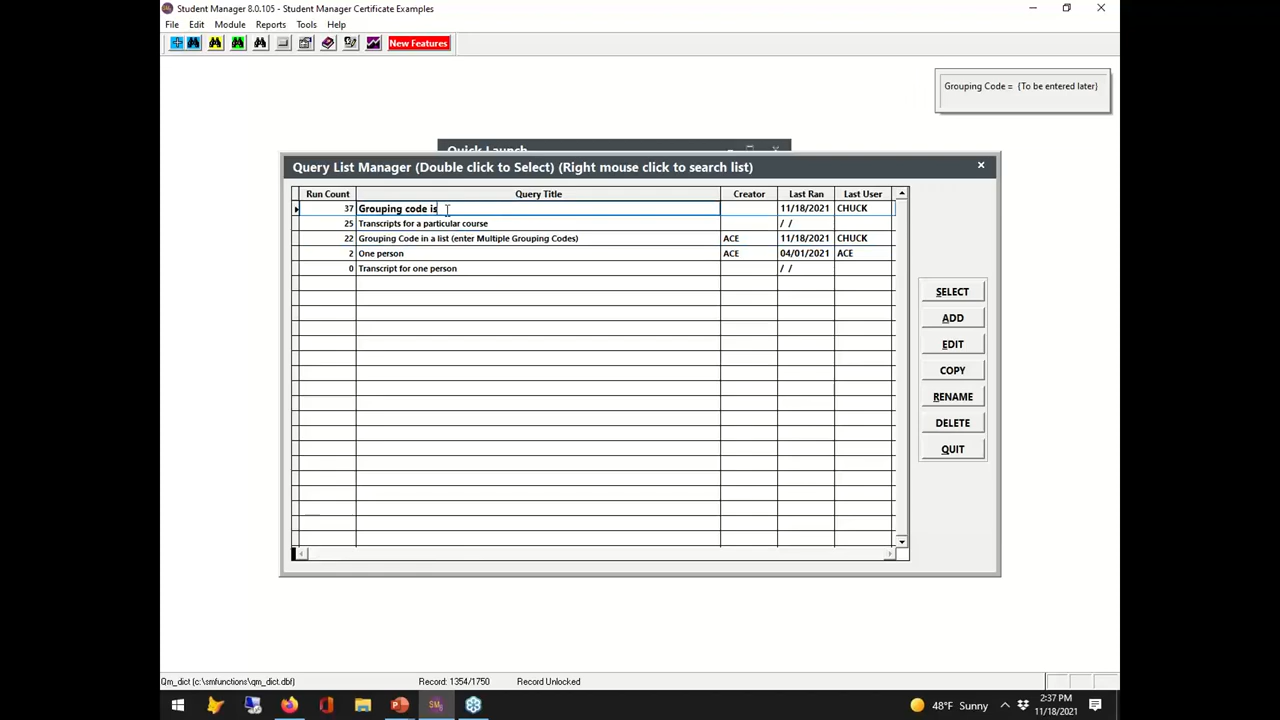 Student Manager 8.0.105 - Student Manager Certificate Examples
File Edit Module Reports Tools Help
New Features
Grouping Code = {To be entered later}
Quick Launch
Query List Manager (Double click to Select) (Right mouse click to search list)
Run Count Query Title Creator Last Ran Last User
37 Grouping code is 11/18/2021 CHUCK
25 Transcripts for a particular course / /
22 Grouping Code in a list (enter Multiple Grouping Codes) ACE 11/18/2021 CHUCK
2 One person ACE 04/01/2021 ACE
0 Transcript for one person / /
SELECT
ADD
EDIT
COPY
RENAME
DELETE
QUIT
Qm_dict (c:\smfunctions\qm_dict.dbf) Record: 1354/1750 Record Unlocked
48°F Sunny
2:37 PM
11/18/2021